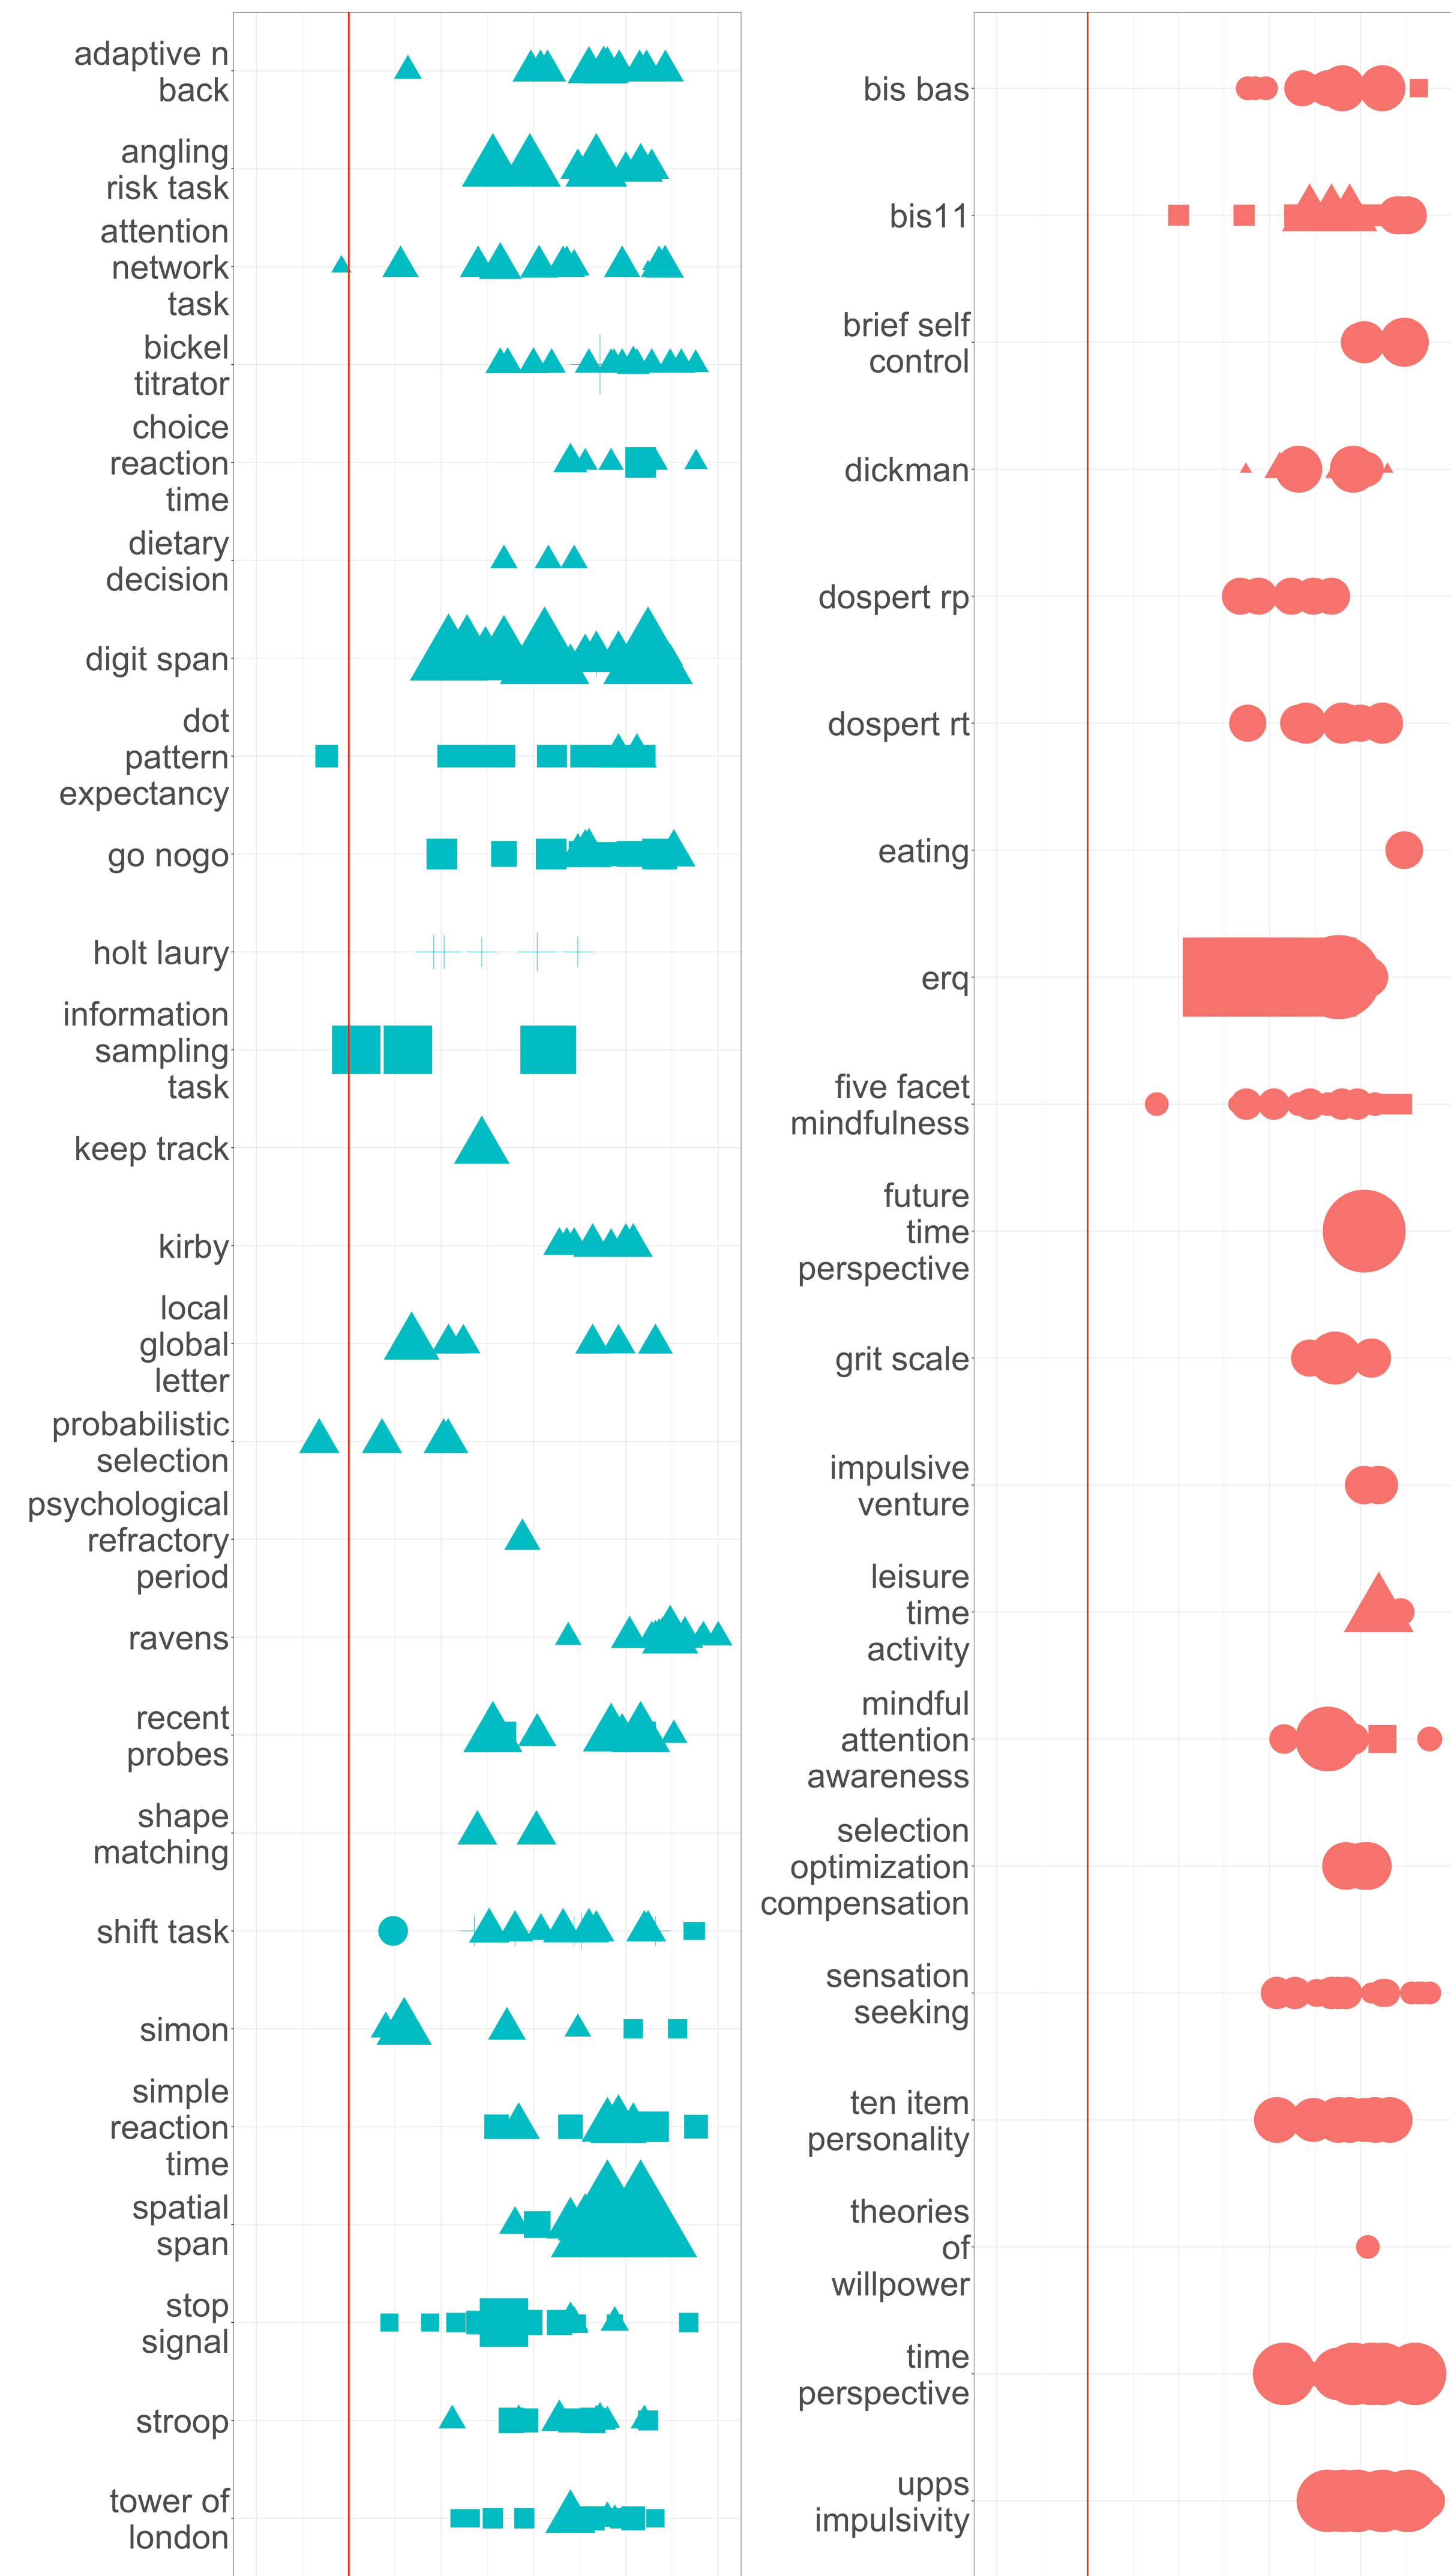 adaptive n
back
angling
risk task
attention
network
task
bickel
titrator
choice
reaction
time
dietary
decision
digit span
dot
pattern
expectancy
go nogo
holt laury
information
sampling
task
keep track
kirby
local
global
letter
probabilistic
selection
psychological
refractory
period
ravens
recent
probes
shape
matching
shift task
simon
simple
reaction
time
spatial
span
stop
signal
stroop
tower of
london
bis bas
bis11
brief self
control
dickman
dospert rp
dospert rt
eating
erq
five facet
mindfulness
future
time
perspective
grit scale
impulsive
venture
leisure
time
activity
mindful
attention
awareness
selection
optimization
compensation
sensation
seeking
ten item
personality
theories
of
willpower
time
perspective
upps
impulsivity